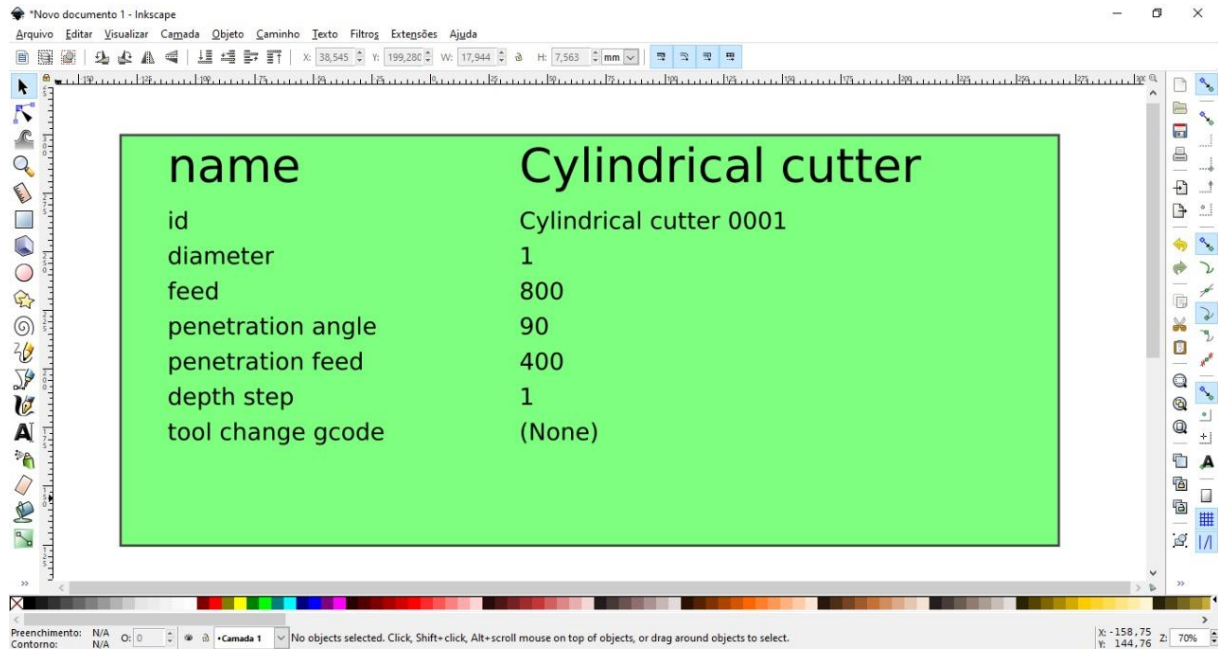 *Novo documento 1 - Inkscape
Arquivo Editar Visualizar Camada Objeto Caminho Texto Filtros Extensões Ajuda
X: 38,545 Y: 199,280 W: 17,944 H: 7,563 mm
name Cylindrical cutter
id Cylindrical cutter 0001
diameter 1
feed 800
penetration angle 90
penetration feed 400
depth step 1
tool change gcode (None)
Preenchimento: N/A O: 0 •Camada 1 No objects selected. Click, Shift+click, Alt+scroll mouse on top of objects, or drag around objects to select. X: -158,75 Z: 70%
Contorno: N/A Y: 144,76